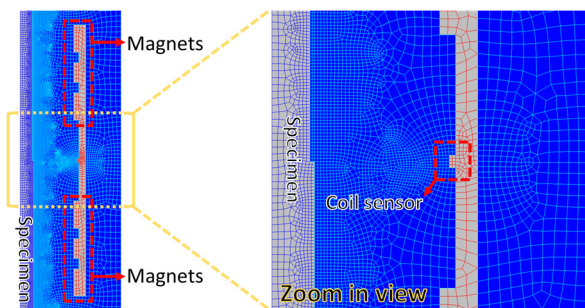 Magnets
Specimen
Magnets
Specimen
Coil sensor
Zoom in view